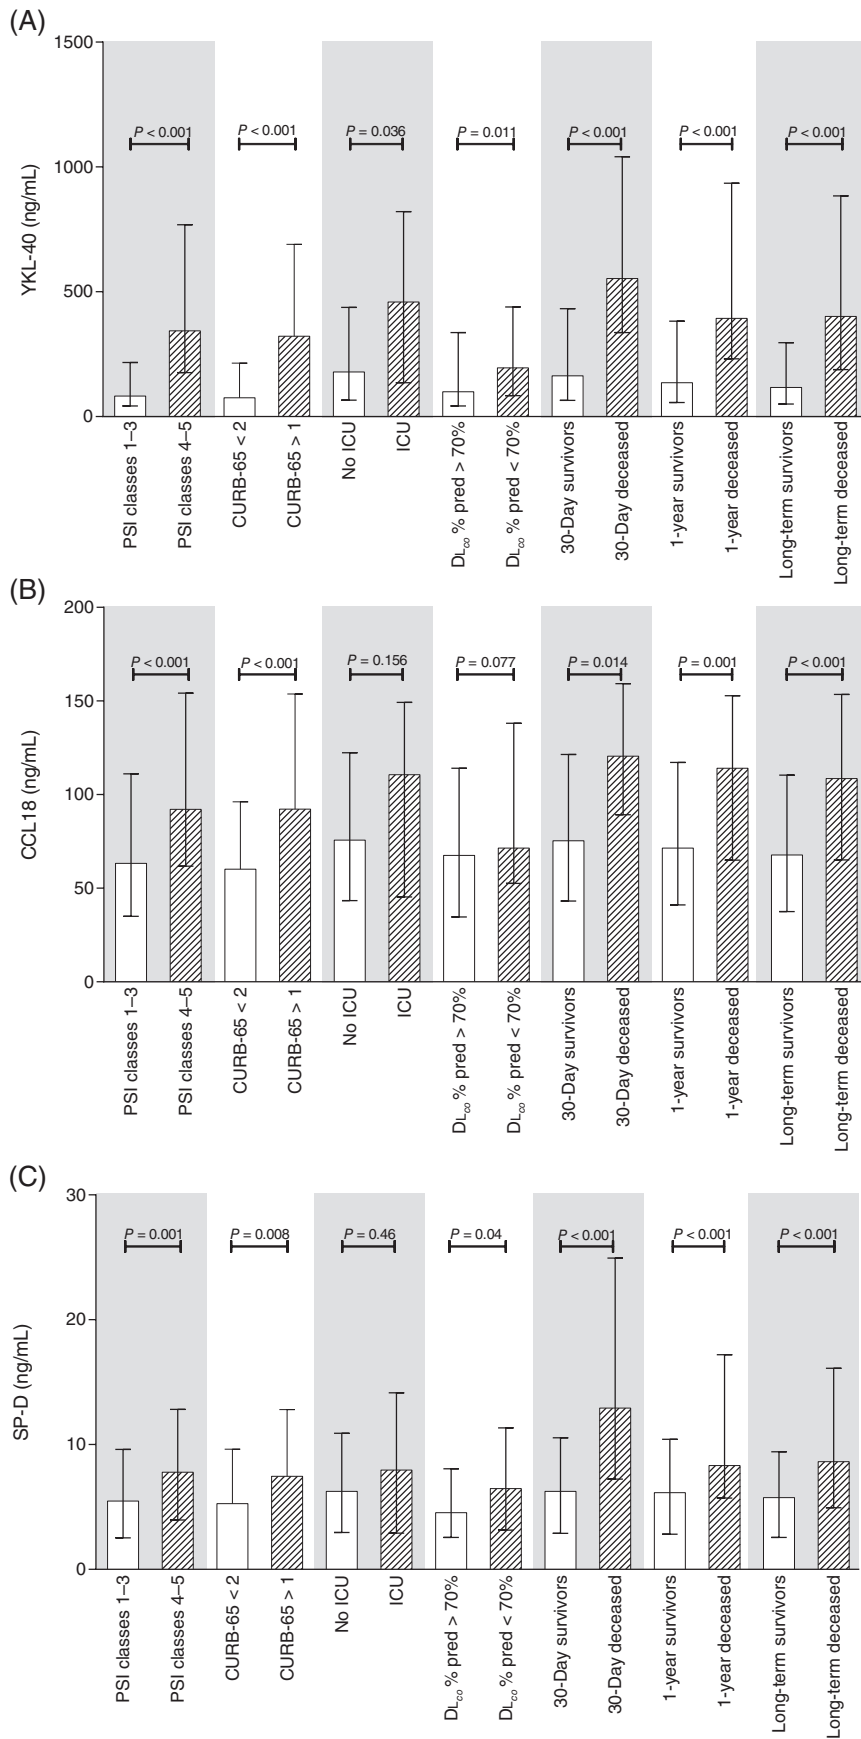 (A)
1500
1000
500
0
YKL-40 (ng/mL)
P < 0.001
P < 0.001
P = 0.036
P = 0.011
P < 0.001
P < 0.001
P < 0.001
PSI classes 1–3
PSI classes 4–5
CURB-65 < 2
CURB-65 > 1
No ICU
ICU
DLco % pred > 70%
DLco % pred < 70%
30-Day survivors
30-Day deceased
1-year survivors
1-year deceased
Long-term survivors
Long-term deceased
(B)
200
150
100
50
0
CCL18 (ng/mL)
P < 0.001
P < 0.001
P = 0.156
P = 0.077
P = 0.014
P = 0.001
P < 0.001
PSI classes 1–3
PSI classes 4–5
CURB-65 < 2
CURB-65 > 1
No ICU
ICU
DLco % pred > 70%
DLco % pred < 70%
30-Day survivors
30-Day deceased
1-year survivors
1-year deceased
Long-term survivors
Long-term deceased
(C)
30
20
10
0
SP-D (ng/mL)
P = 0.001
P = 0.008
P = 0.46
P = 0.04
P < 0.001
P < 0.001
P < 0.001
PSI classes 1–3
PSI classes 4–5
CURB-65 < 2
CURB-65 > 1
No ICU
ICU
DLco % pred > 70%
DLco % pred < 70%
30-Day survivors
30-Day deceased
1-year survivors
1-year deceased
Long-term survivors
Long-term deceased